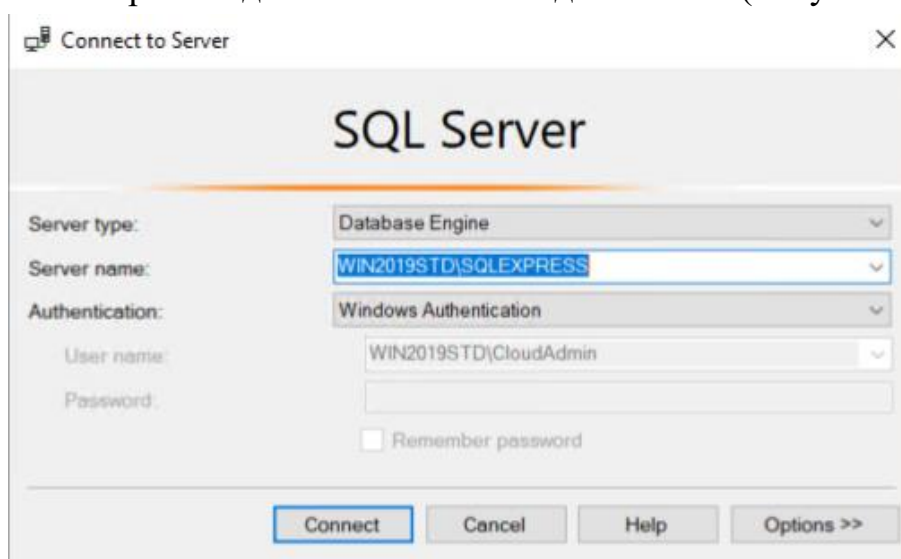 Connect to Server
SQL Server
Server type: Database Engine
Server name: WIN2019STD\SQLEXPRESS
Authentication: Windows Authentication
User name: WIN2019STD\CloudAdmin
Password:
Remember password
Connect Cancel Help Options >>